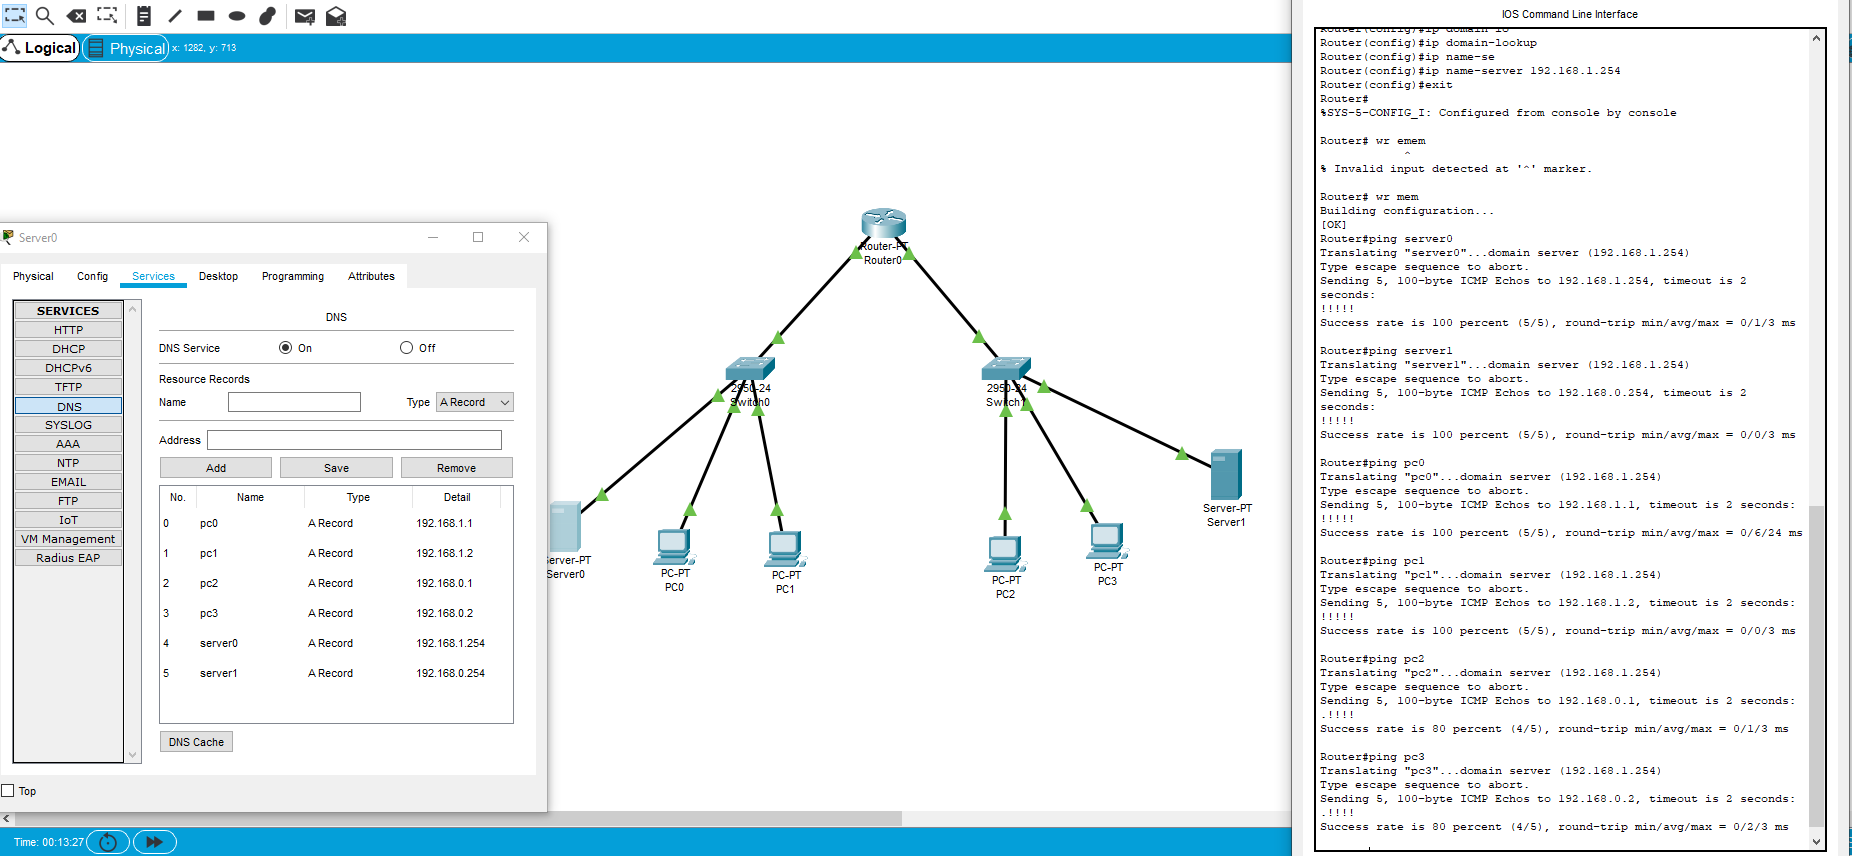 Logical
Physical
x: 1282, y: 713
Server0
Physical
Config
Services
Desktop
Programming
Attributes
SERVICES
HTTP
DHCP
DHCPv6
TFTP
DNS
SYSLOG
AAA
NTP
EMAIL
FTP
IoT
VM Management
Radius EAP
DNS
DNS Service
On
Off
Resource Records
Name
Type
A Record
Address
Add
Save
Remove
No. Name Type Detail
0 pc0 A Record 192.168.1.1
1 pc1 A Record 192.168.1.2
2 pc2 A Record 192.168.0.1
3 pc3 A Record 192.168.0.2
4 server0 A Record 192.168.1.254
5 server1 A Record 192.168.0.254
DNS Cache
Top
Time: 00:13:27
Router-PT
Router0
2950-24
Switch0
2950-24
Switch1
Server-PT
Server0
PC-PT
PC0
PC-PT
PC1
PC-PT
PC2
PC-PT
PC3
Server-PT
Server1
IOS Command Line Interface
Router(config)#ip domain-lo
Router(config)#ip domain-lookup
Router(config)#ip name-se
Router(config)#ip name-server 192.168.1.254
Router(config)#exit
Router#
%SYS-5-CONFIG_I: Configured from console by console
Router# wr emem
^
% Invalid input detected at '^' marker.
Router# wr mem
Building configuration...
[OK]
Router#ping server0
Translating "server0"...domain server (192.168.1.254)
Type escape sequence to abort.
Sending 5, 100-byte ICMP Echos to 192.168.1.254, timeout is 2
seconds:
!!!!!
Success rate is 100 percent (5/5), round-trip min/avg/max = 0/1/3 ms
Router#ping server1
Translating "server1"...domain server (192.168.1.254)
Type escape sequence to abort.
Sending 5, 100-byte ICMP Echos to 192.168.0.254, timeout is 2
seconds:
!!!!!
Success rate is 100 percent (5/5), round-trip min/avg/max = 0/0/3 ms
Router#ping pc0
Translating "pc0"...domain server (192.168.1.254)
Type escape sequence to abort.
Sending 5, 100-byte ICMP Echos to 192.168.1.1, timeout is 2 seconds:
!!!!!
Success rate is 100 percent (5/5), round-trip min/avg/max = 0/6/24 ms
Router#ping pc1
Translating "pc1"...domain server (192.168.1.254)
Type escape sequence to abort.
Sending 5, 100-byte ICMP Echos to 192.168.1.2, timeout is 2 seconds:
!!!!!
Success rate is 100 percent (5/5), round-trip min/avg/max = 0/0/3 ms
Router#ping pc2
Translating "pc2"...domain server (192.168.1.254)
Type escape sequence to abort.
Sending 5, 100-byte ICMP Echos to 192.168.0.1, timeout is 2 seconds:
.!!!!
Success rate is 80 percent (4/5), round-trip min/avg/max = 0/1/3 ms
Router#ping pc3
Translating "pc3"...domain server (192.168.1.254)
Type escape sequence to abort.
Sending 5, 100-byte ICMP Echos to 192.168.0.2, timeout is 2 seconds:
.!!!!
Success rate is 80 percent (4/5), round-trip min/avg/max = 0/2/3 ms